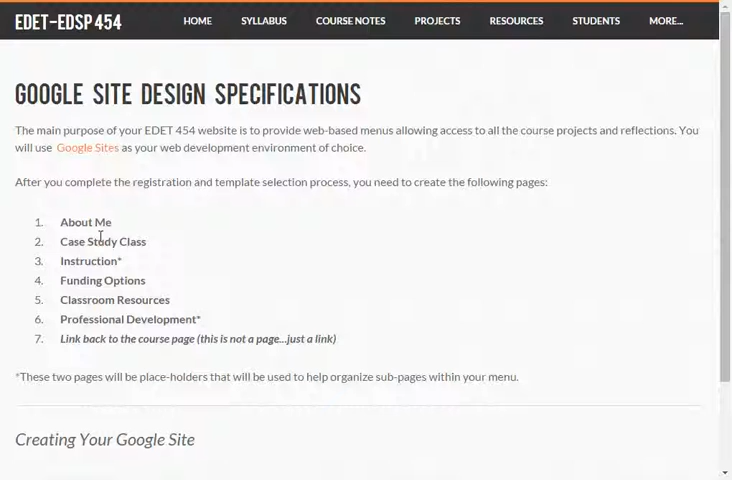 EDET-EDSP 454
HOME SYLLABUS COURSE NOTES PROJECTS RESOURCES STUDENTS MORE...
GOOGLE SITE DESIGN SPECIFICATIONS
The main purpose of your EDET 454 website is to provide web-based menus allowing access to all the course projects and reflections. You
will use Google Sites as your web development environment of choice.
After you complete the registration and template selection process, you need to create the following pages:
1. About Me
2. Case Study Class
3. Instruction*
4. Funding Options
5. Classroom Resources
6. Professional Development*
7. Link back to the course page (this is not a page...just a link)
*These two pages will be place-holders that will be used to help organize sub-pages within your menu.
Creating Your Google Site